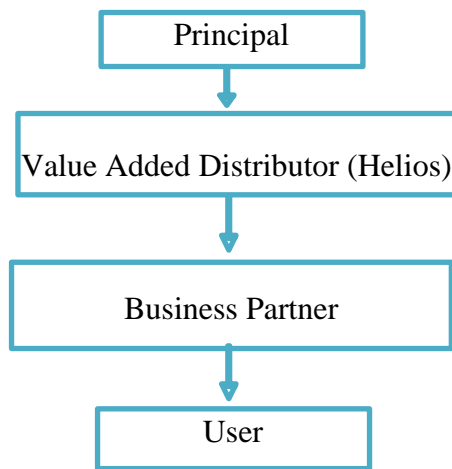 Principal
Value Added Distributor (Helios)
Business Partner
User